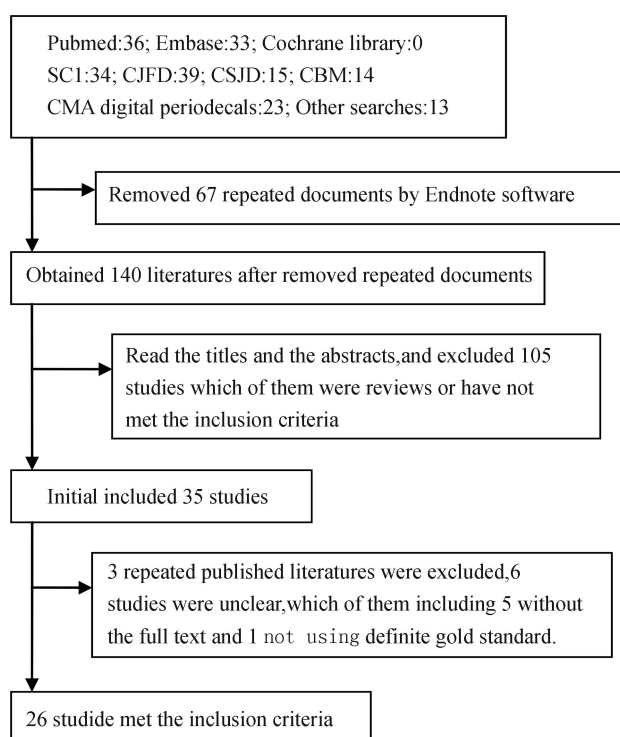 Pubmed:36; Embase:33; Cochrane library:0
SC1:34; CJFD:39; CSJD:15; CBM:14
CMA digital periodecals:23; Other searches:13
Removed 67 repeated documents by Endnote software
Obtained 140 literatures after removed repeated documents
Read the titles and the abstracts,and excluded 105
studies which of them were reviews or have not
met the inclusion criteria
Initial included 35 studies
3 repeated published literatures were excluded,6
studies were unclear,which of them including 5 without
the full text and 1 not using definite gold standard.
26 studide met the inclusion criteria